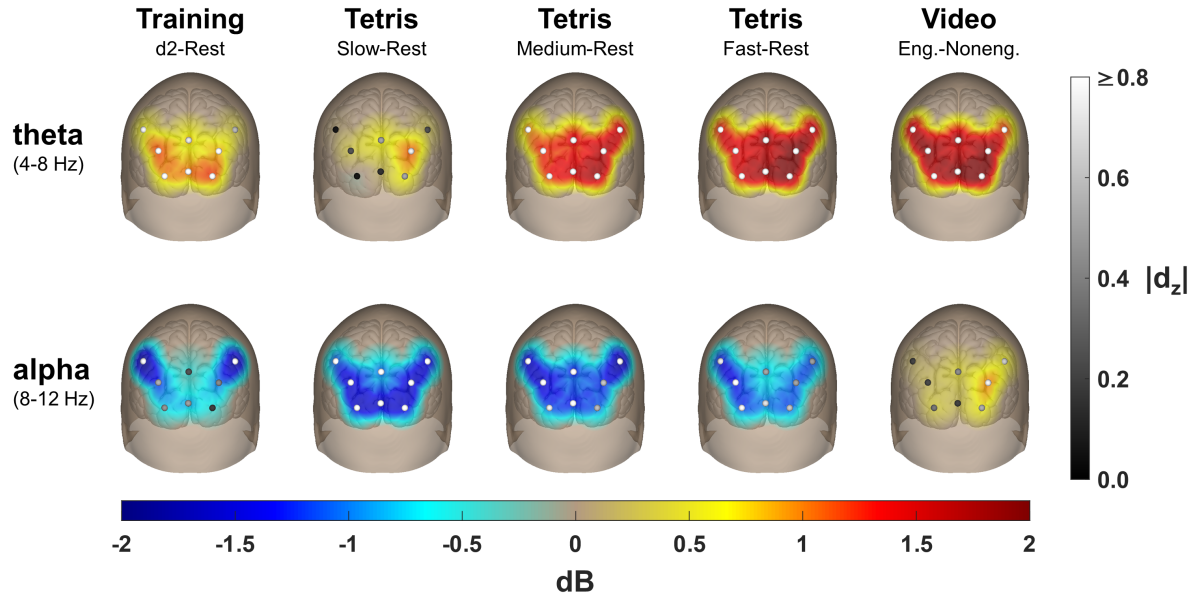 Training Tetris Tetris Tetris Video
d2-Rest Slow-Rest Medium-Rest Fast-Rest Eng.-Noneng.
theta
(4-8 Hz)
alpha
(8-12 Hz)
≥ 0.8
0.6
0.4
0.2
0.0
|dz|
-2 -1.5 -1 -0.5 0 0.5 1 1.5 2
dB